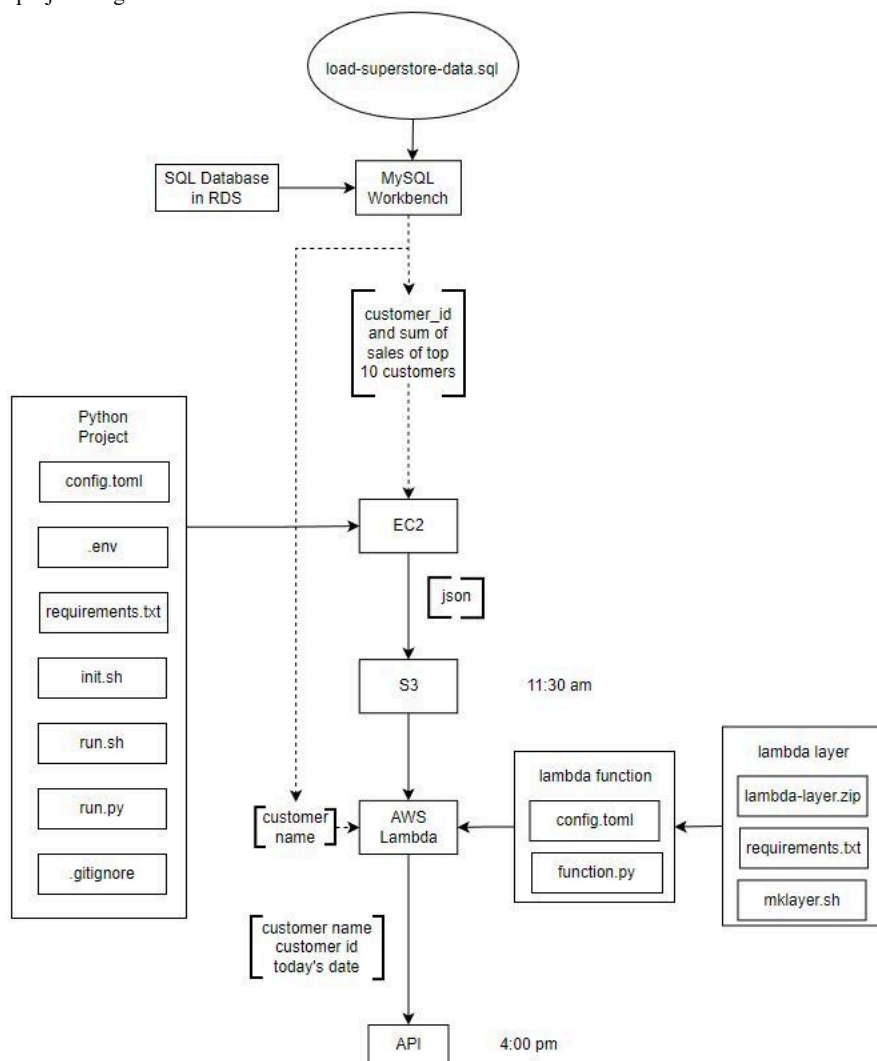 load-superstore-data.sql
SQL Database
in RDS
MySQL
Workbench
customer_id
and sum of
sales of top
10 customers
Python
Project
config.toml
.env
requirements.txt
init.sh
run.sh
run.py
.gitignore
EC2
json
S3
11:30 am
customer
name
AWS
Lambda
lambda function
config.toml
function.py
lambda layer
lambda-layer.zip
requirements.txt
mklayer.sh
customer name
customer id
today's date
API
4:00 pm